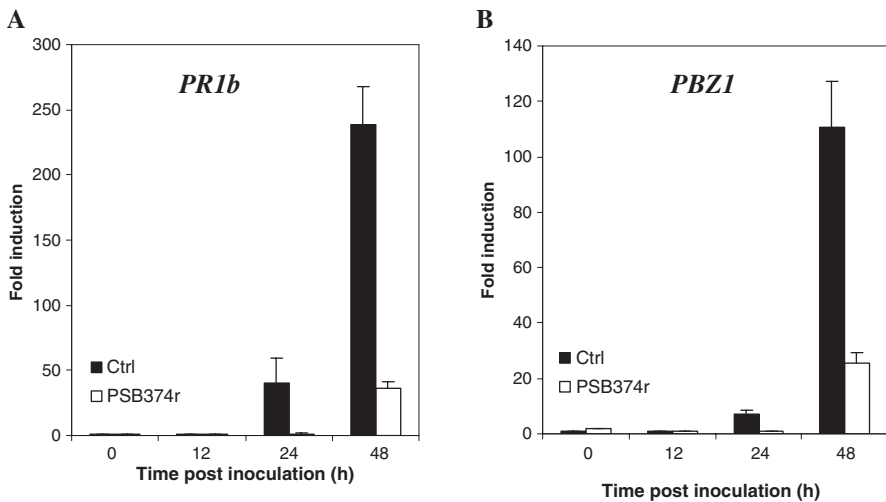 A
300
250
200
150
100
50
0
Fold induction
PR1b
Ctrl
PSB374r
0 12 24 48
Time post inoculation (h)
B
140
120
100
80
60
40
20
0
Fold induction
PBZ1
Ctrl
PSB374r
0 12 24 48
Time post inoculation (h)